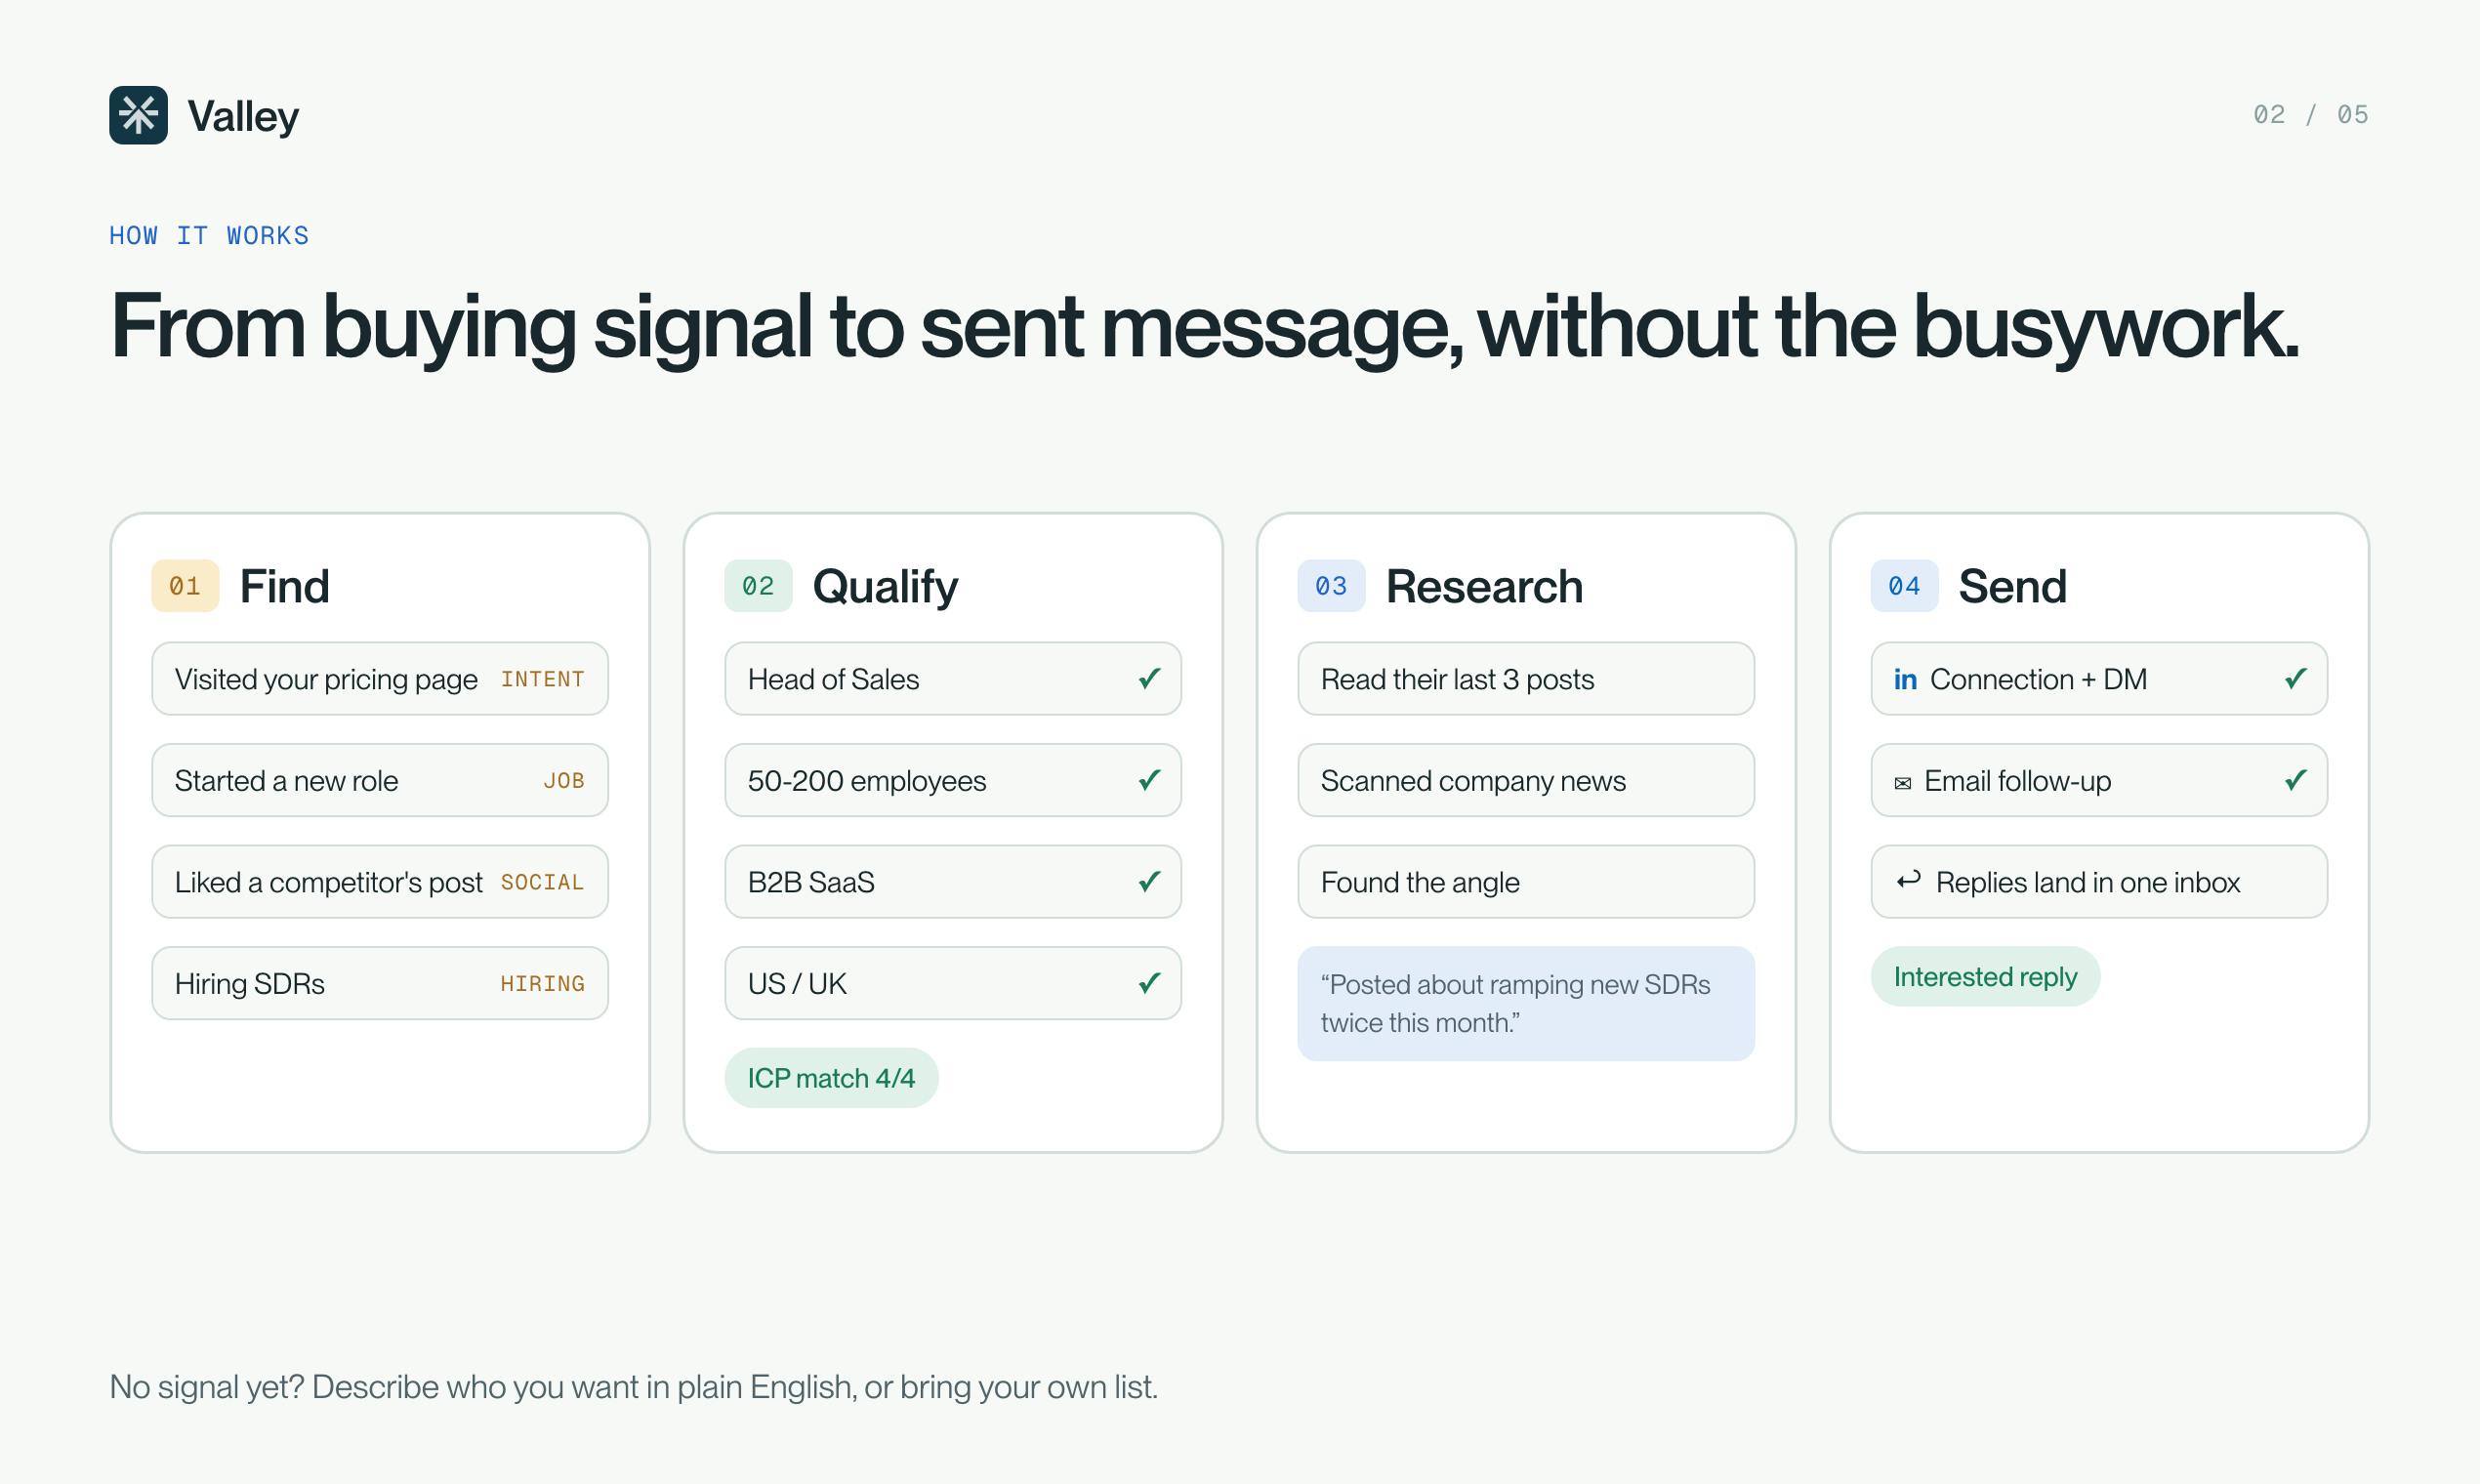 Valley
02 / 05
HOW IT WORKS
From buying signal to sent message, without the busywork.
01 Find
Visited your pricing page INTENT
Started a new role JOB
Liked a competitor's post SOCIAL
Hiring SDRs HIRING
02 Qualify
Head of Sales ✓
50-200 employees ✓
B2B SaaS ✓
US / UK ✓
ICP match 4/4
03 Research
Read their last 3 posts
Scanned company news
Found the angle
“Posted about ramping new SDRs
twice this month.”
04 Send
in Connection + DM ✓
✉ Email follow-up ✓
↩ Replies land in one inbox
Interested reply
No signal yet? Describe who you want in plain English, or bring your own list.